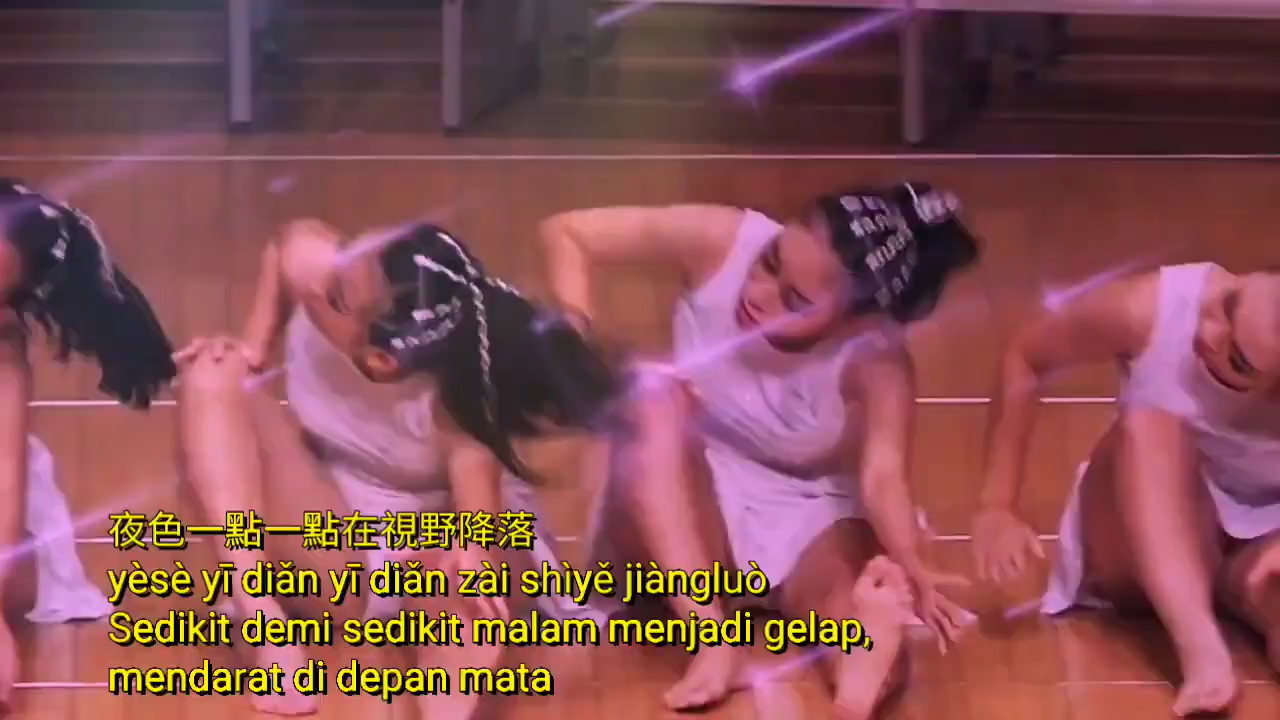 夜色一點一點在視野降落
yèsè yī diǎn yī diǎn zài shìyě jiàngluò
Sedikit demi sedikit malam menjadi gelap,
mendarat di depan mata